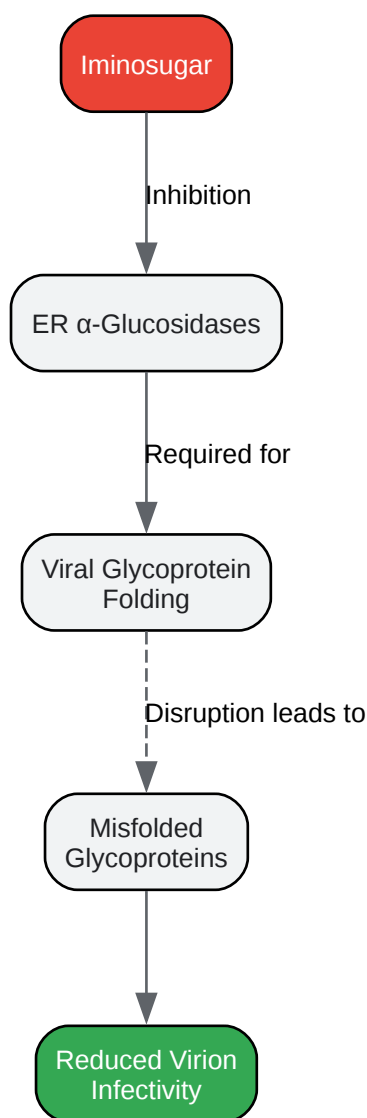 Iminosugar
Inhibition
ER α-Glucosidases
Required for
Viral Glycoprotein
Folding
Disruption leads to
Misfolded
Glycoproteins
Reduced Virion
Infectivity